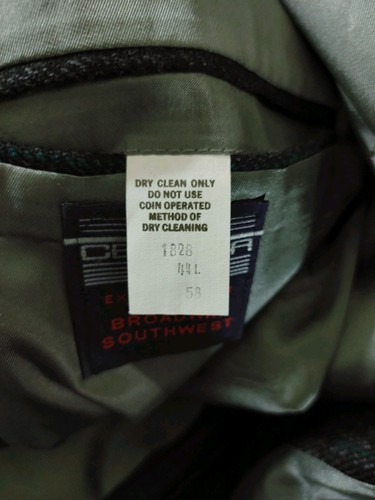 DRY CLEAN ONLY
DO NOT USE
COIN OPERATED
METHOD OF
DRY CLEANING
1828
44L
58
BROADWAY
SOUTHWEST